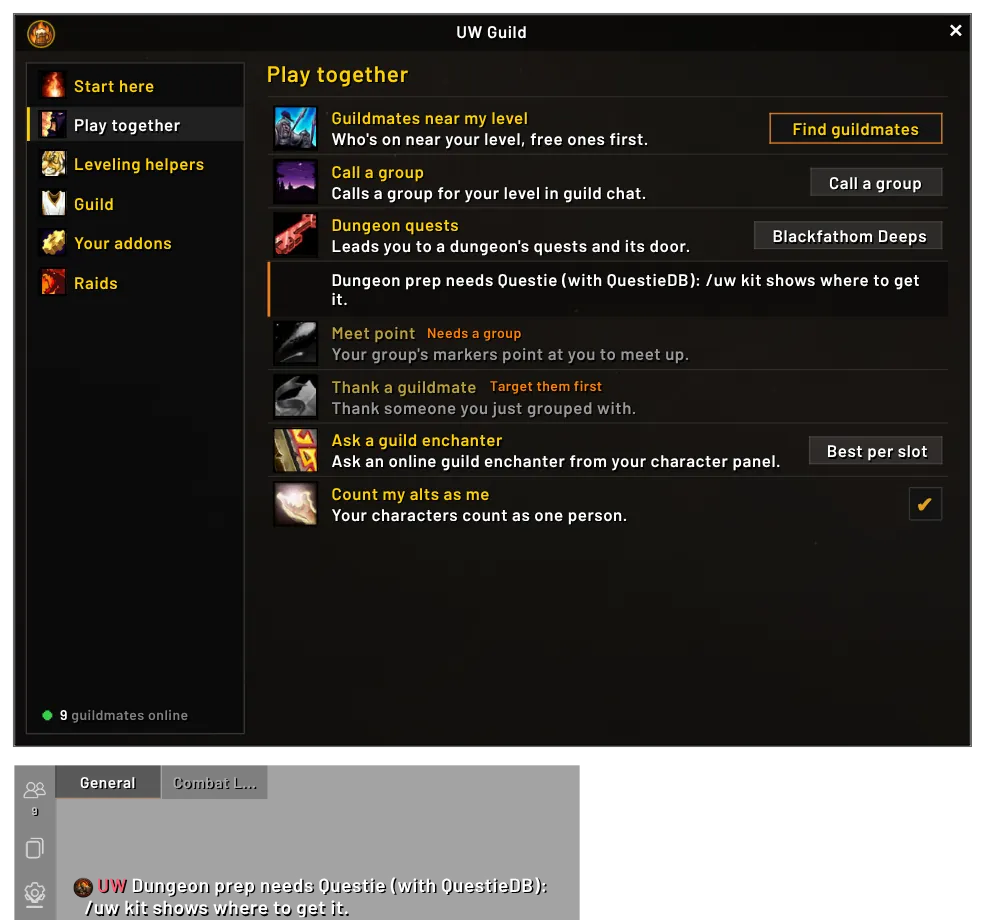 UW Guild
Start here
Play together
Leveling helpers
Guild
Your addons
Raids
9 guildmates online
Play together
Guildmates near my level
Who's on near your level, free ones first.
Find guildmates
Call a group
Calls a group for your level in guild chat.
Call a group
Dungeon quests
Leads you to a dungeon's quests and its door.
Blackfathom Deeps
Dungeon prep needs Questie (with QuestieDB): /uw kit shows where to get
it.
Meet point Needs a group
Your group's markers point at you to meet up.
Thank a guildmate Target them first
Thank someone you just grouped with.
Ask a guild enchanter
Ask an online guild enchanter from your character panel.
Best per slot
Count my alts as me
Your characters count as one person.
General
Combat L...
9
UW Dungeon prep needs Questie (with QuestieDB):
/uw kit shows where to get it.